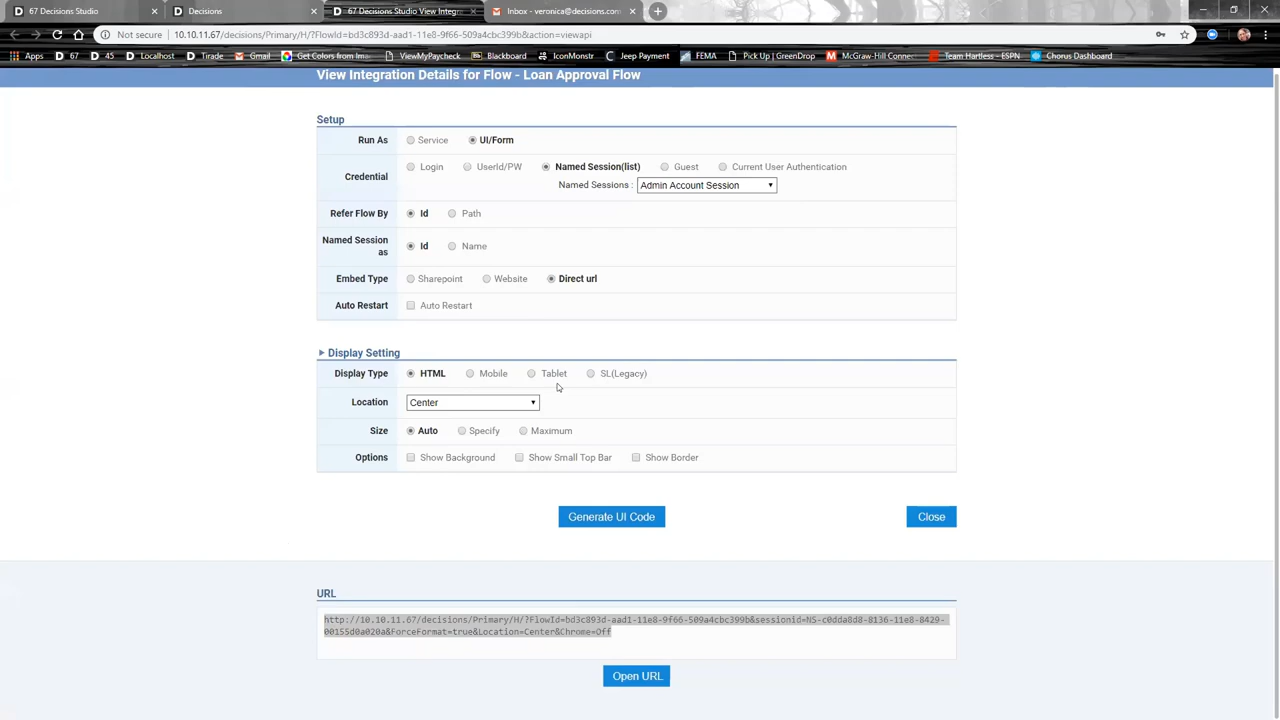 67 Decisions Studio
Decisions
67 Decisions Studio View Integr
Inbox - veronica@decisions.com
Not secure
10.10.11.67/decisions/Primary/H/?FlowId=bd3c893d-aad1-11e8-9f66-509a4cbc399b&action=viewapi
Apps
67
45
Localhost
Tirade
Gmail
Get Colors from Ima
ViewMyPaycheck
Blackboard
IconMonstr
Jeep Payment
FEMA
Pick Up | GreenDrop
McGraw-Hill Conne
Team Hartless - ESPN
Chorus Dashboard
View Integration Details for Flow - Loan Approval Flow
Setup
Run As Service UI/Form
Credential Login UserId/PW Named Session(list) Guest Current User Authentication
Named Sessions : Admin Account Session
Refer Flow By Id Path
Named Session as Id Name
Embed Type Sharepoint Website Direct url
Auto Restart Auto Restart
Display Setting
Display Type HTML Mobile Tablet SL(Legacy)
Location Center
Size Auto Specify Maximum
Options Show Background Show Small Top Bar Show Border
Generate UI Code Close
URL
http://10.10.11.67/decisions/Primary/H/?FlowId=bd3c893d-aad1-11e8-9f66-509a4cbc399b&sessionid=NS-c0dda8d8-8136-11e8-8429-
00155d0a020a&ForceFormat=true&Location=Center&Chrome=Off
Open URL